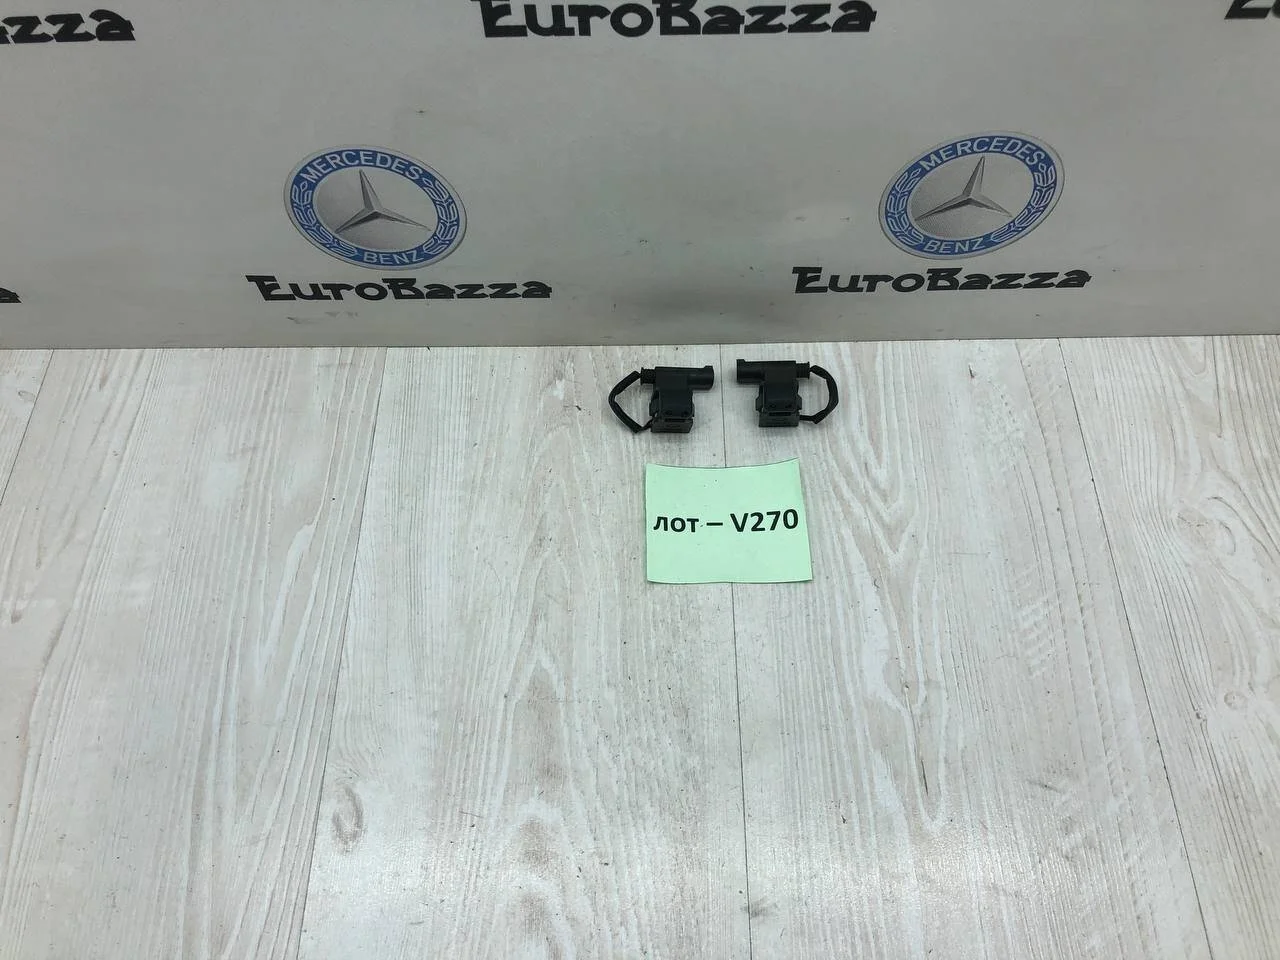 EuroBazza
MERCEDES
BENZ
EuroBazza
MERCEDES
BENZ
EuroBazza
лот – V270